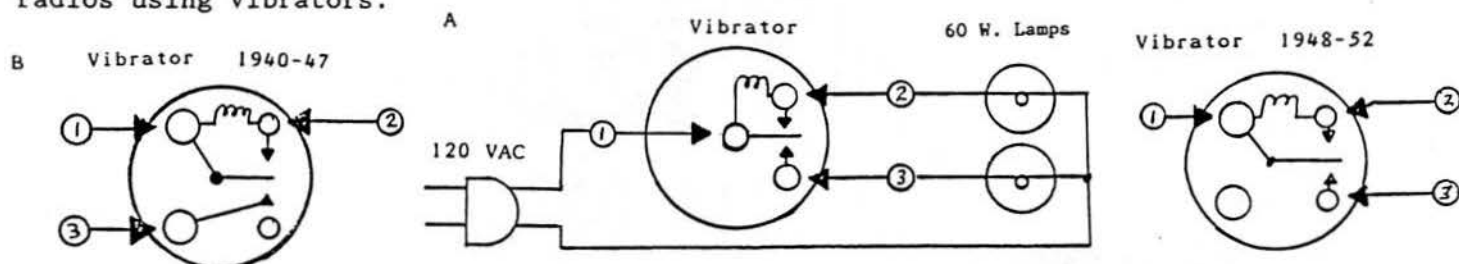 radios using vibrators.
A
B Vibrator 1940-47
Vibrator
60 W. Lamps
Vibrator 1948-52
1
2
3
120 VAC
1
2
3
1
2
3